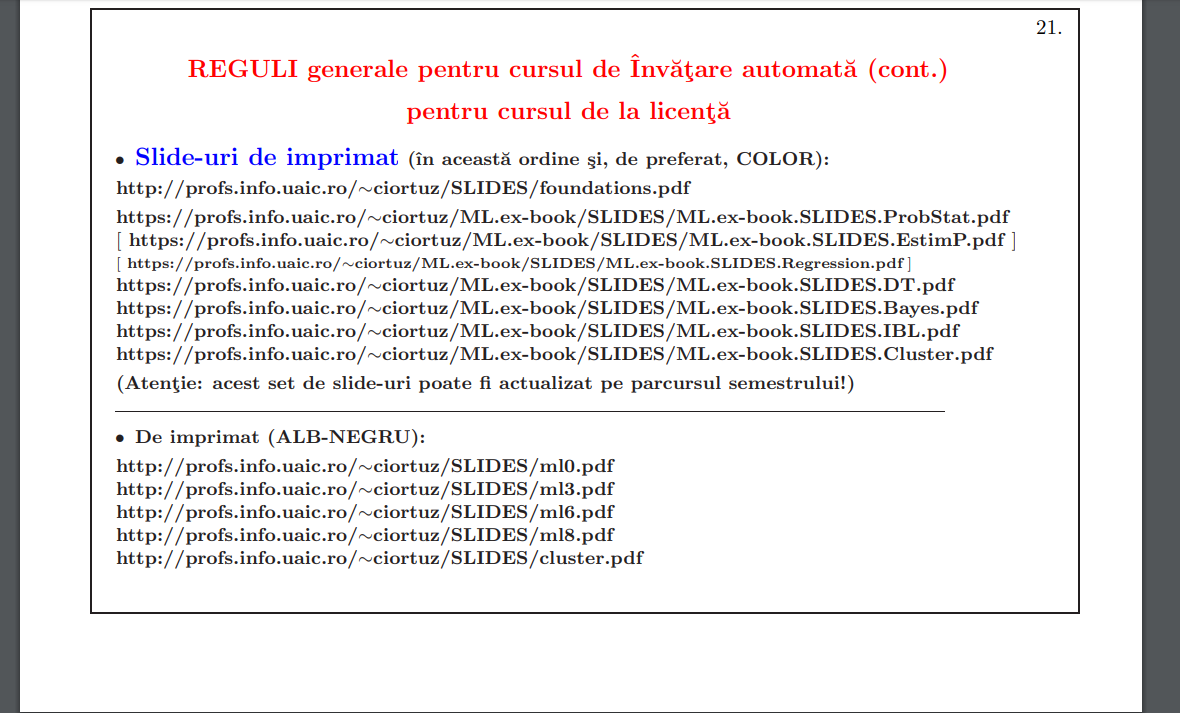 21.
REGULI generale pentru cursul de Învăţare automată (cont.)
pentru cursul de la licenţă
• Slide-uri de imprimat (în această ordine şi, de preferat, COLOR):
http://profs.info.uaic.ro/∼ciortuz/SLIDES/foundations.pdf
https://profs.info.uaic.ro/∼ciortuz/ML.ex-book/SLIDES/ML.ex-book.SLIDES.ProbStat.pdf
[ https://profs.info.uaic.ro/∼ciortuz/ML.ex-book/SLIDES/ML.ex-book.SLIDES.EstimP.pdf ]
[ https://profs.info.uaic.ro/∼ciortuz/ML.ex-book/SLIDES/ML.ex-book.SLIDES.Regression.pdf ]
https://profs.info.uaic.ro/∼ciortuz/ML.ex-book/SLIDES/ML.ex-book.SLIDES.DT.pdf
https://profs.info.uaic.ro/∼ciortuz/ML.ex-book/SLIDES/ML.ex-book.SLIDES.Bayes.pdf
https://profs.info.uaic.ro/∼ciortuz/ML.ex-book/SLIDES/ML.ex-book.SLIDES.IBL.pdf
https://profs.info.uaic.ro/∼ciortuz/ML.ex-book/SLIDES/ML.ex-book.SLIDES.Cluster.pdf
(Atenţie: acest set de slide-uri poate fi actualizat pe parcursul semestrului!)
• De imprimat (ALB-NEGRU):
http://profs.info.uaic.ro/∼ciortuz/SLIDES/ml0.pdf
http://profs.info.uaic.ro/∼ciortuz/SLIDES/ml3.pdf
http://profs.info.uaic.ro/∼ciortuz/SLIDES/ml6.pdf
http://profs.info.uaic.ro/∼ciortuz/SLIDES/ml8.pdf
http://profs.info.uaic.ro/∼ciortuz/SLIDES/cluster.pdf